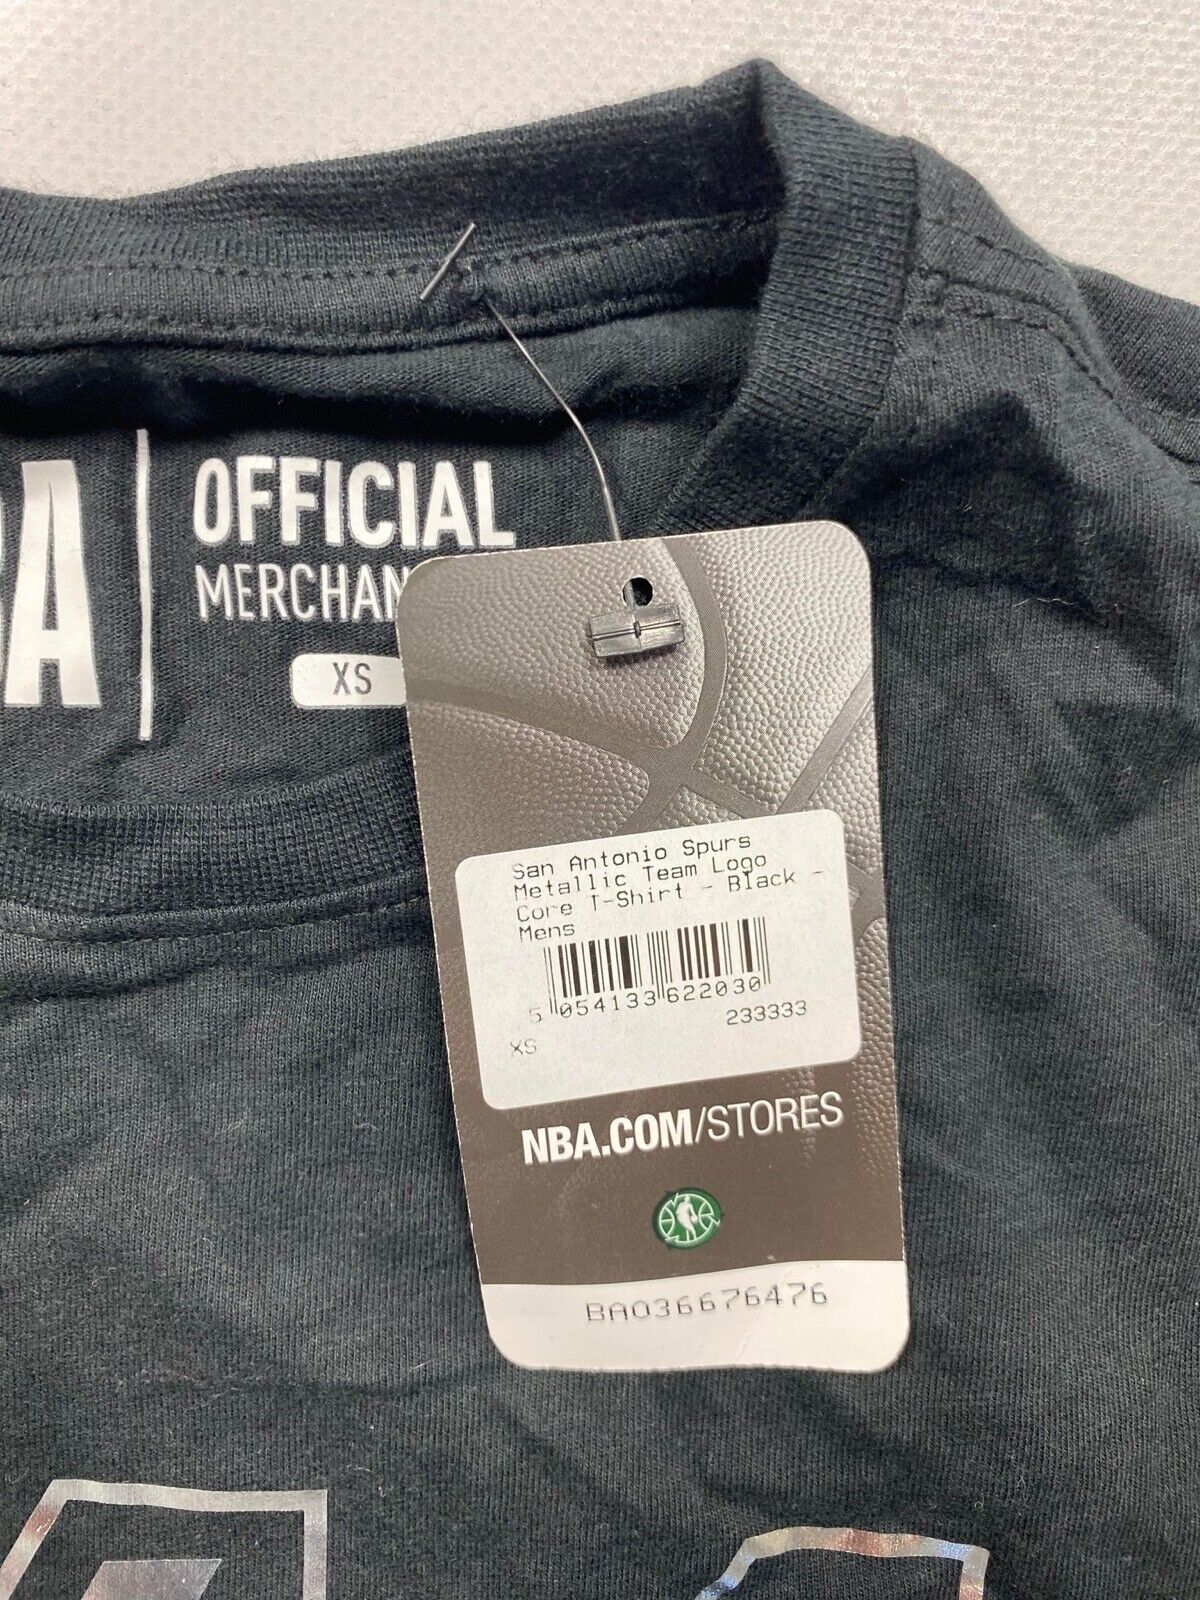 BA
OFFICIAL
MERCHAN
XS
San Antonio Spurs
Metallic Team Logo
Core T-Shirt - Black -
Mens
5 054133 622030
233333
XS
NBA.COM/STORES
BA036676476